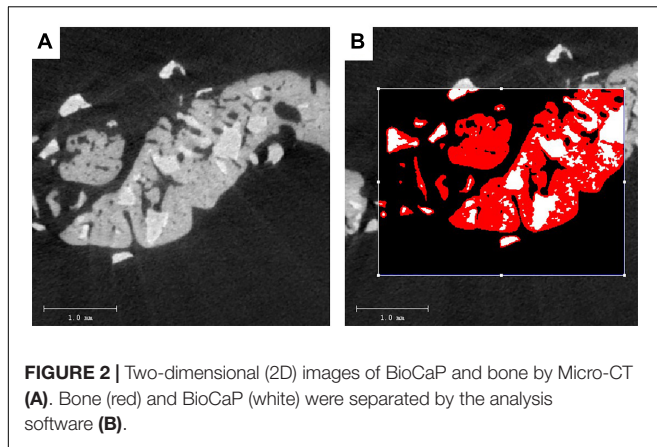 A
B
1.0 mm
1.0 mm
FIGURE 2 | Two-dimensional (2D) images of BioCaP and bone by Micro-CT
(A). Bone (red) and BioCaP (white) were separated by the analysis
software (B).